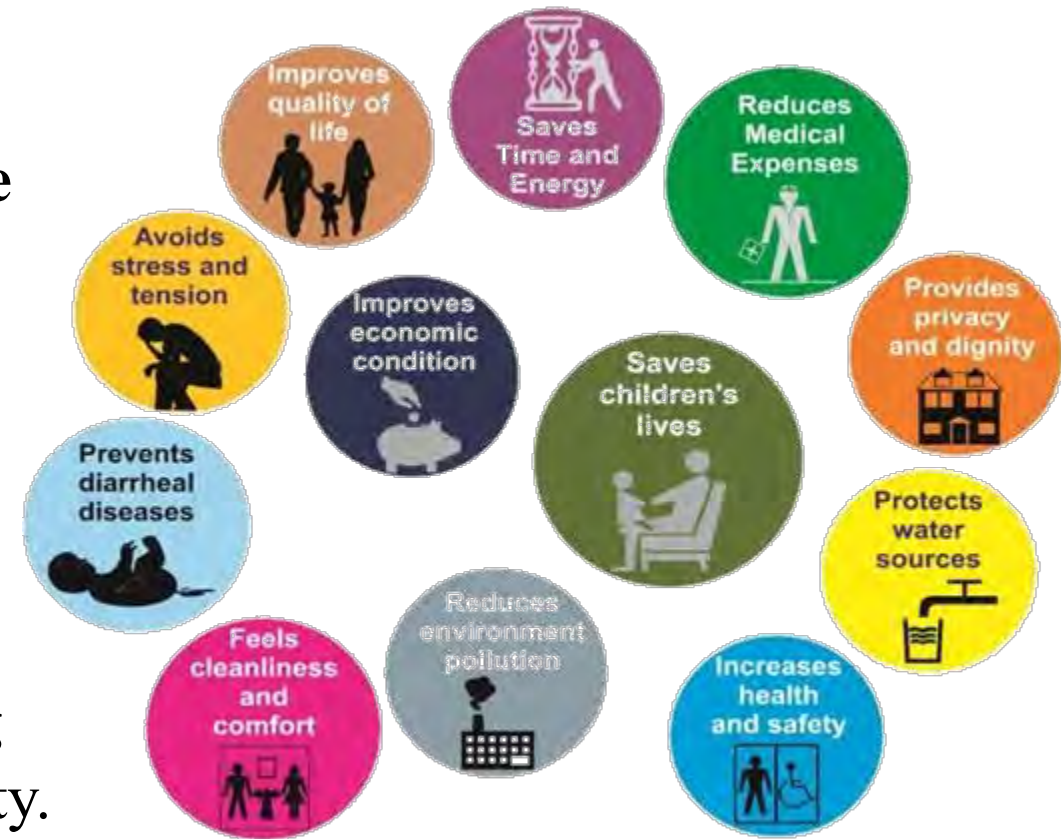 Improves
quality of
life
Saves
Time and
Energy
Reduces
Medical
Expenses
Avoids
stress and
tension
Improves
economic
condition
Saves
children's
lives
Provides
privacy
and dignity
Prevents
diarrheal
diseases
Protects
water
sources
Reduces
environment
pollution
Feels
cleanliness
and
comfort
Increases
health
and safety
e
ty.